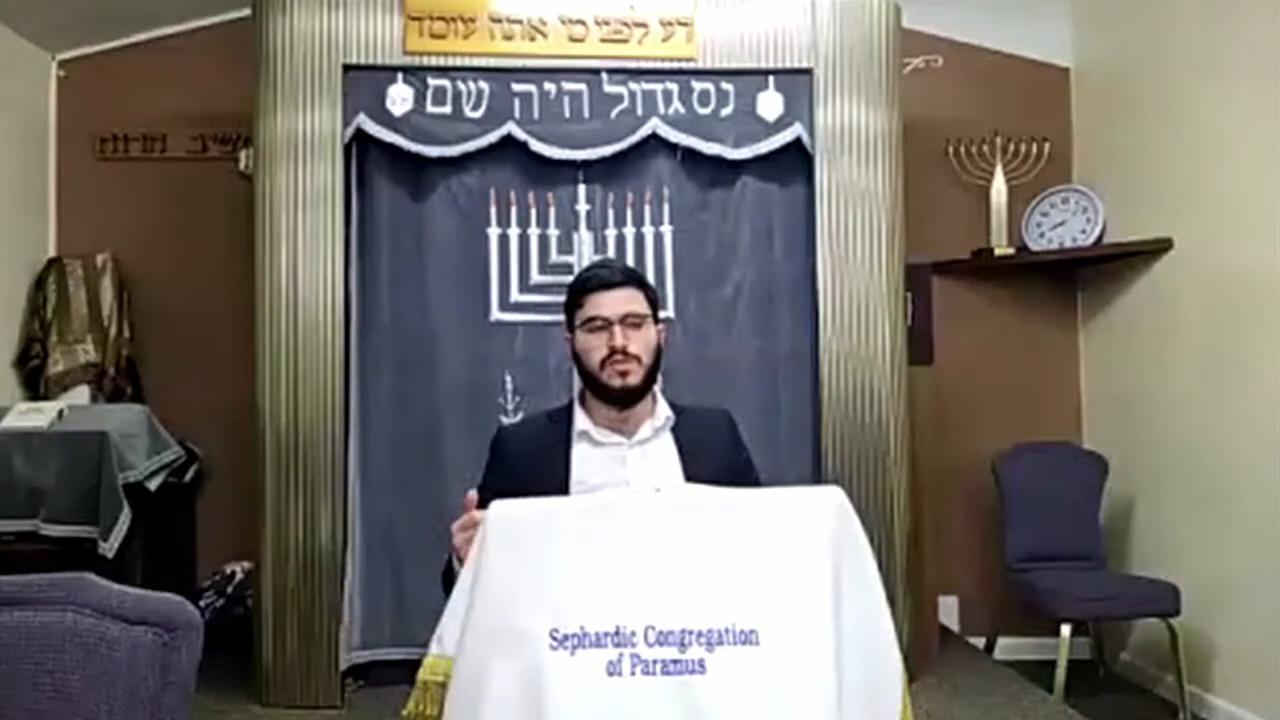 דע לפני מי אתה עומד
נס גדול היה שם
Sephardic Congregation
of Paramus